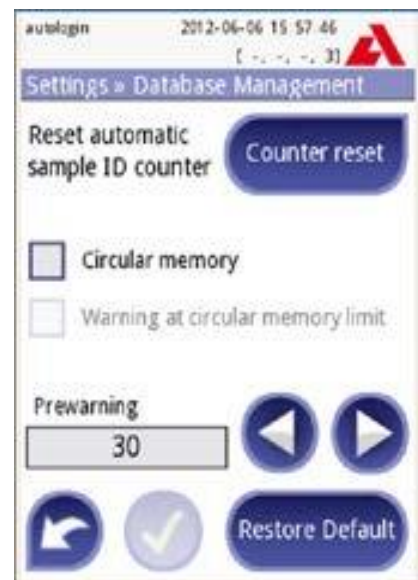 autologin 2012-06-06 15 57 46
[ -, -, -, 3]
Settings » Database Management
Reset automatic
sample ID counter
Counter reset
Circular memory
Warning at circular memory limit
Prewarning
30
Restore Default